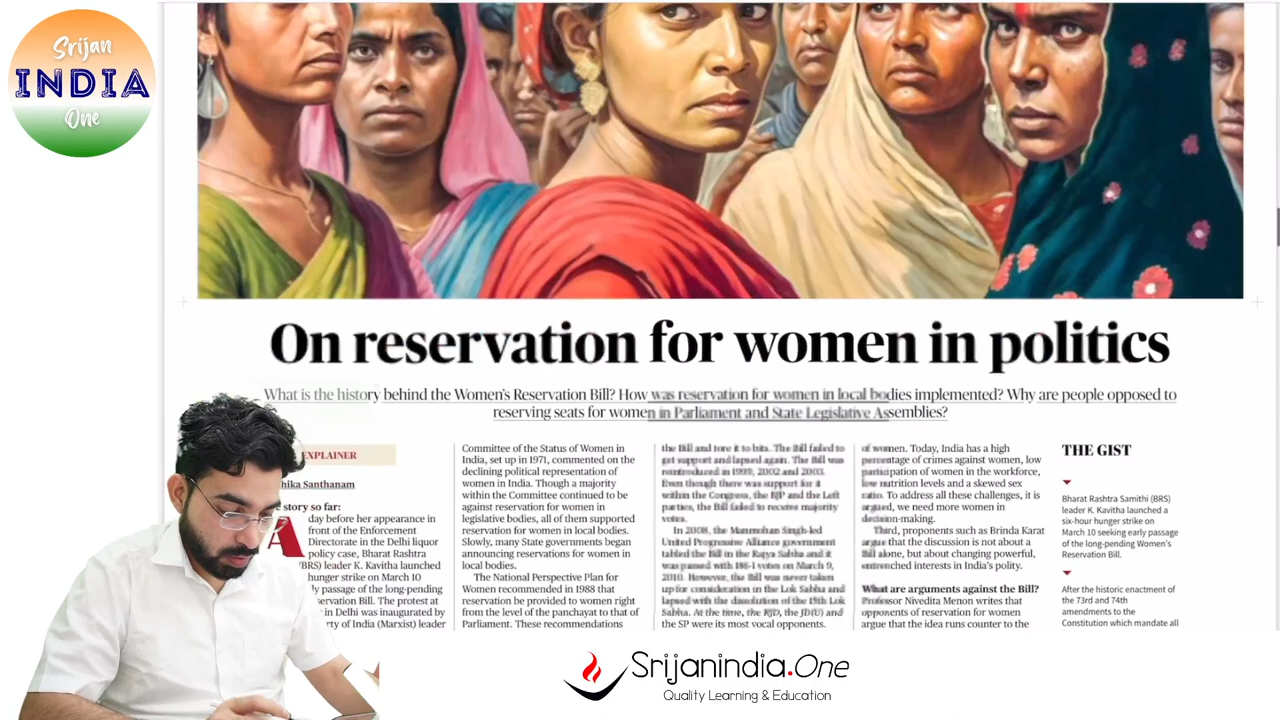 Srijan
INDIA
One
On reservation for women in politics
What is the history behind the Women's Reservation Bill? How was reservation for women in local bodies implemented? Why are people opposed to
reserving seats for women in Parliament and State Legislative Assemblies?
EXPLAINER
hika Santhanam
e story so far:
A day before her appearance in
front of the Enforcement
Directorate in the Delhi liquor
policy case, Bharat Rashtra
(BRS) leader K. Kavitha launched
hunger strike on March 10
ly passage of the long-pending
servation Bill. The protest at
r in Delhi was inaugurated by
rty of India (Marxist) leader
Committee of the Status of Women in
India, set up in 1971, commented on the
declining political representation of
women in India. Though a majority
within the Committee continued to be
against reservation for women in
legislative bodies, all of them supported
reservation for women in local bodies.
Slowly, many State governments began
announcing reservations for women in
local bodies.
The National Perspective Plan for
Women recommended in 1988 that
reservation be provided to women right
from the level of the panchayat to that of
Parliament. These recommendations
the Bill and tore it to bits. The Bill failed to
get support and lapsed again. The Bill was
reintroduced in 1999, 2002 and 2003.
Even though there was support for it
within the Congress, the BJP and the Left
parties, the Bill failed to receive majority
votes.
In 2008, the Manmohan Singh-led
United Progressive Alliance government
tabled the Bill in the Rajya Sabha and it
was passed with 186-1 votes on March 9,
2010. However, the Bill was never taken
up for consideration in the Lok Sabha and
lapsed with the dissolution of the 15th Lok
Sabha. At the time, the RJD, the JD(U) and
the SP were its most vocal opponents.
of women. Today, India has a high
percentage of crimes against women, low
participation of women in the workforce,
low nutrition levels and a skewed sex
ratio. To address all these challenges, it is
argued, we need more women in
decision-making.
Third, proponents such as Brinda Karat
argue that the discussion is not about a
Bill alone, but about changing powerful,
entrenched interests in India's polity.
What are arguments against the Bill?
Professor Nivedita Menon writes that
opponents of reservation for women
argue that the idea runs counter to the
THE GIST
Bharat Rashtra Samithi (BRS)
leader K. Kavitha launched a
six-hour hunger strike on
March 10 seeking early passage
of the long-pending Women's
Reservation Bill.
After the historic enactment of
the 73rd and 74th
amendments to the
Constitution which mandate all
Srijanindia.One
Quality Learning & Education